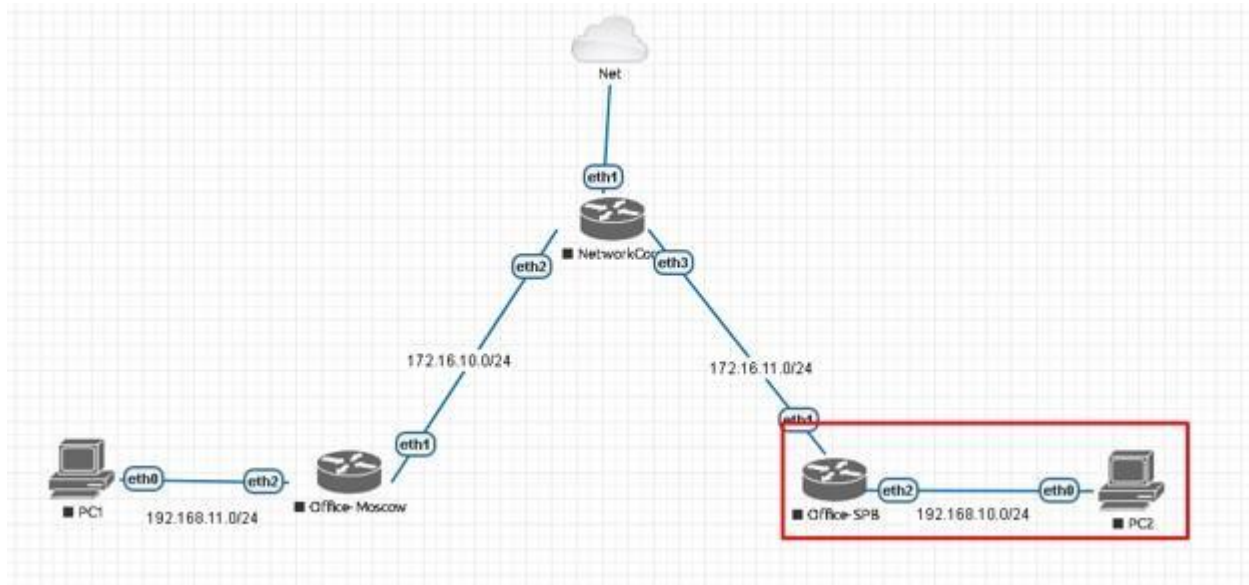 Net
eth1
NetworkCo
eth2
eth3
172.16.10.0/24
172.16.11.0/24
eth1
eth1
PC1
eth0
eth2
192.168.11.0/24
Office-Moscow
Office-SPB
eth2
192.168.10.0/24
eth0
PC2